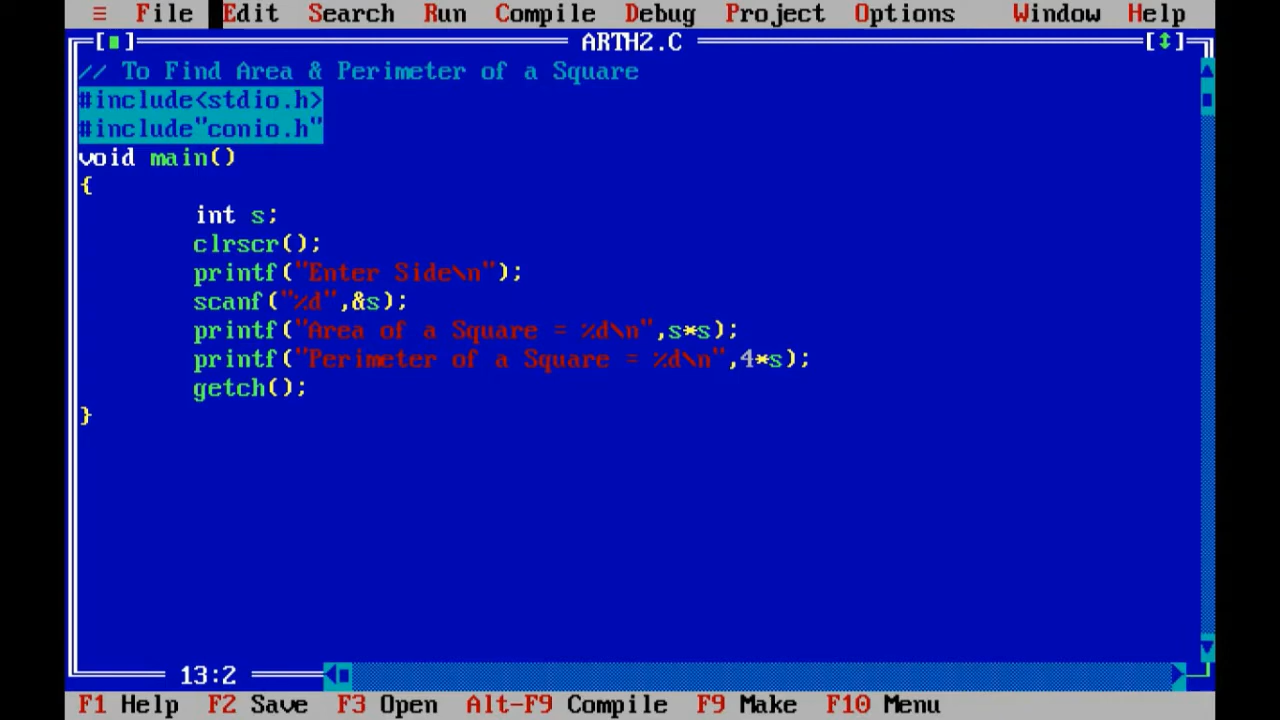 ≡ File Edit Search Run Compile Debug Project Options Window Help
[■] ARTH2.C [↕]
// To Find Area & Perimeter of a Square
#include<stdio.h>
#include"conio.h"
void main()
{
int s;
clrscr();
printf("Enter Side\n");
scanf("%d",&s);
printf("Area of a Square = %d\n",s*s);
printf("Perimeter of a Square = %d\n",4*s);
getch();
}
13:2
F1 Help F2 Save F3 Open Alt-F9 Compile F9 Make F10 Menu